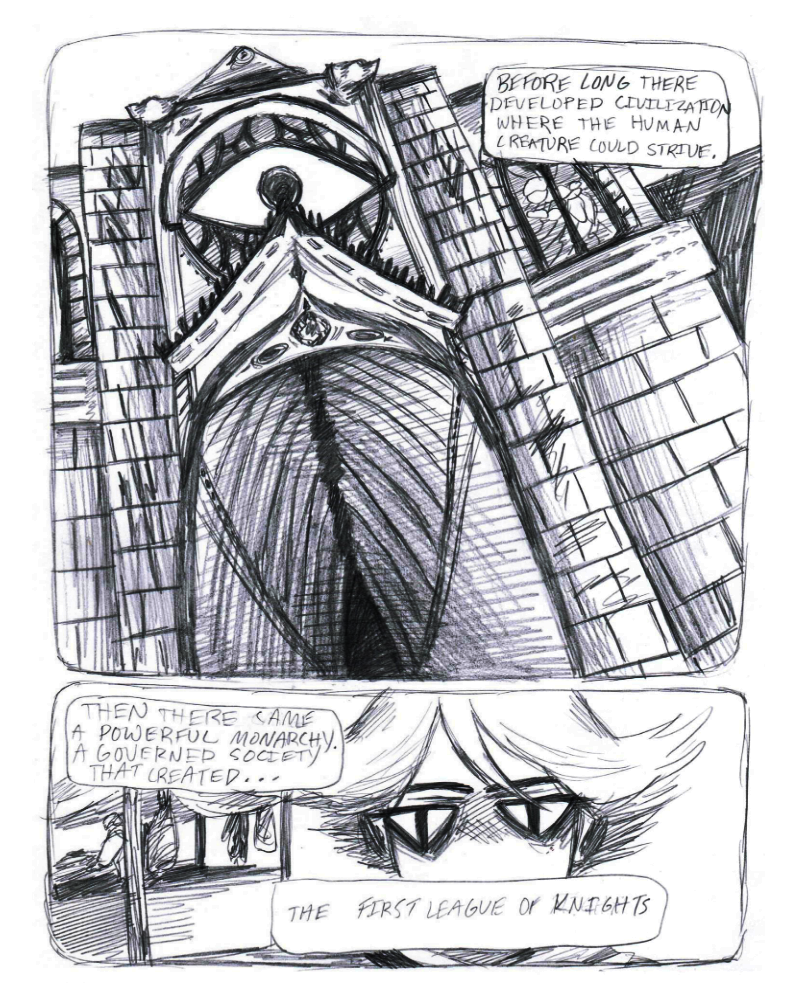 BEFORE LONG THERE
DEVELOPED CIVILIZATION
WHERE THE HUMAN
CREATURE COULD STRIVE.
THEN THERE CAME
A POWERFUL MONARCHY.
A GOVERNED SOCIETY
THAT CREATED...
THE FIRST LEAGUE OF KNIGHTS